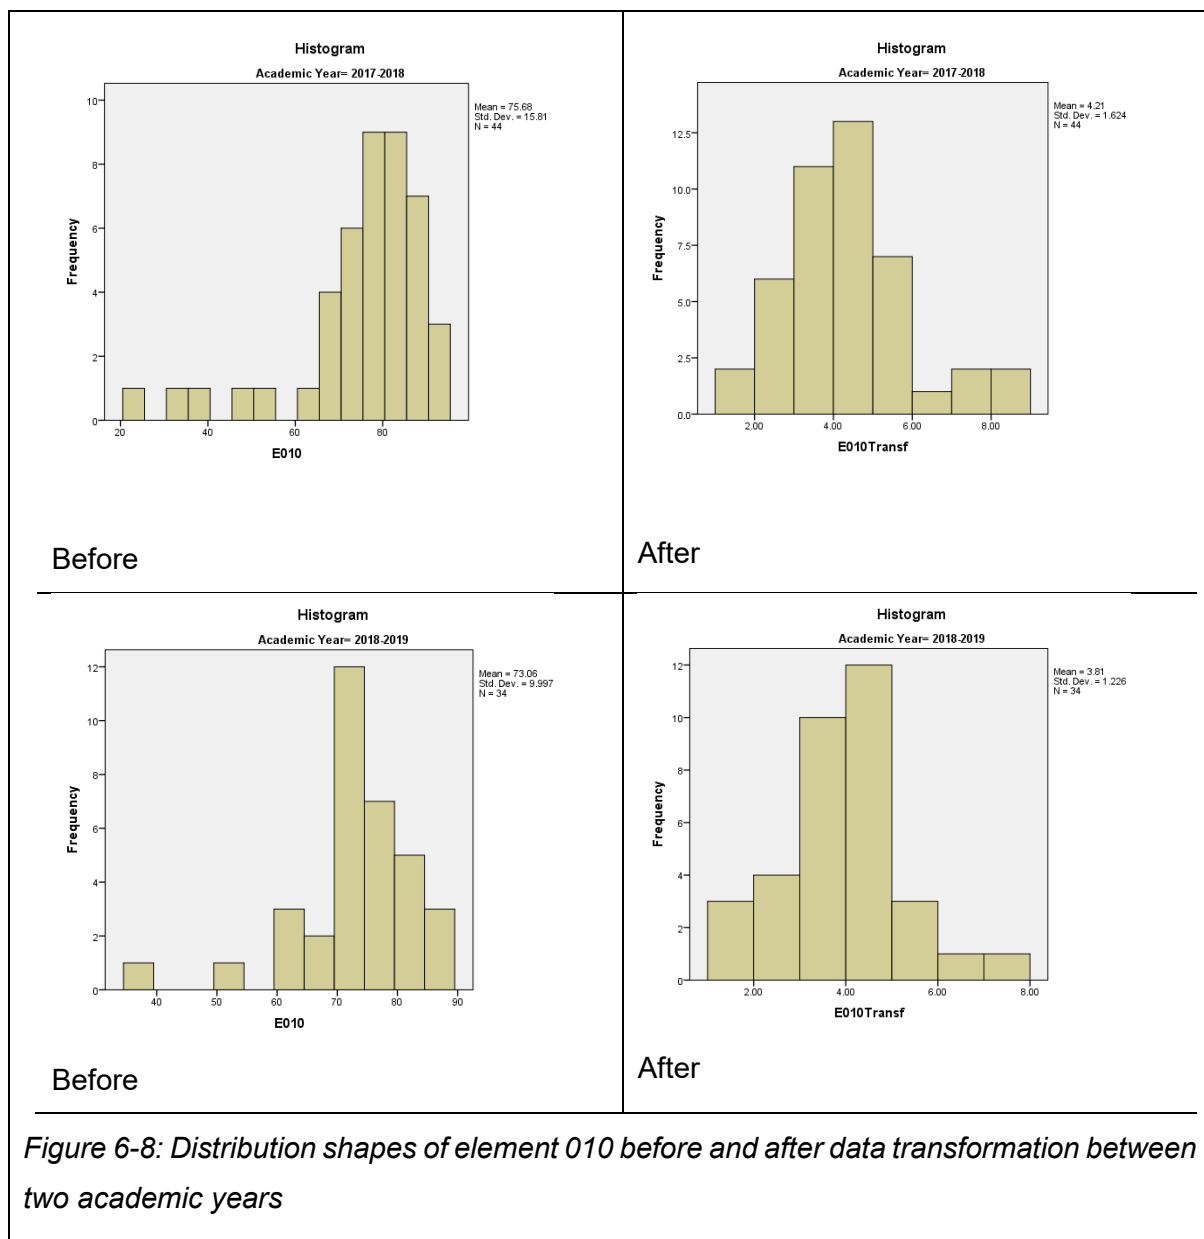 Histogram
Academic Year= 2017-2018
Mean = 75.68
Std. Dev. = 15.81
N = 44
Frequency
10
8
6
4
2
0
20 40 60 80
E010
Before
Histogram
Academic Year= 2017-2018
Mean = 4.21
Std. Dev. = 1.624
N = 44
Frequency
12.5
10.0
7.5
5.0
2.5
0.0
2.00 4.00 6.00 8.00
E010Transf
After
Histogram
Academic Year= 2018-2019
Mean = 73.06
Std. Dev. = 9.997
N = 34
Frequency
12
10
8
6
4
2
0
40 50 60 70 80 90
E010
Before
Histogram
Academic Year= 2018-2019
Mean = 3.81
Std. Dev. = 1.226
N = 34
Frequency
12
10
8
6
4
2
0
2.00 4.00 6.00 8.00
E010Transf
After
Figure 6-8: Distribution shapes of element 010 before and after data transformation between
two academic years